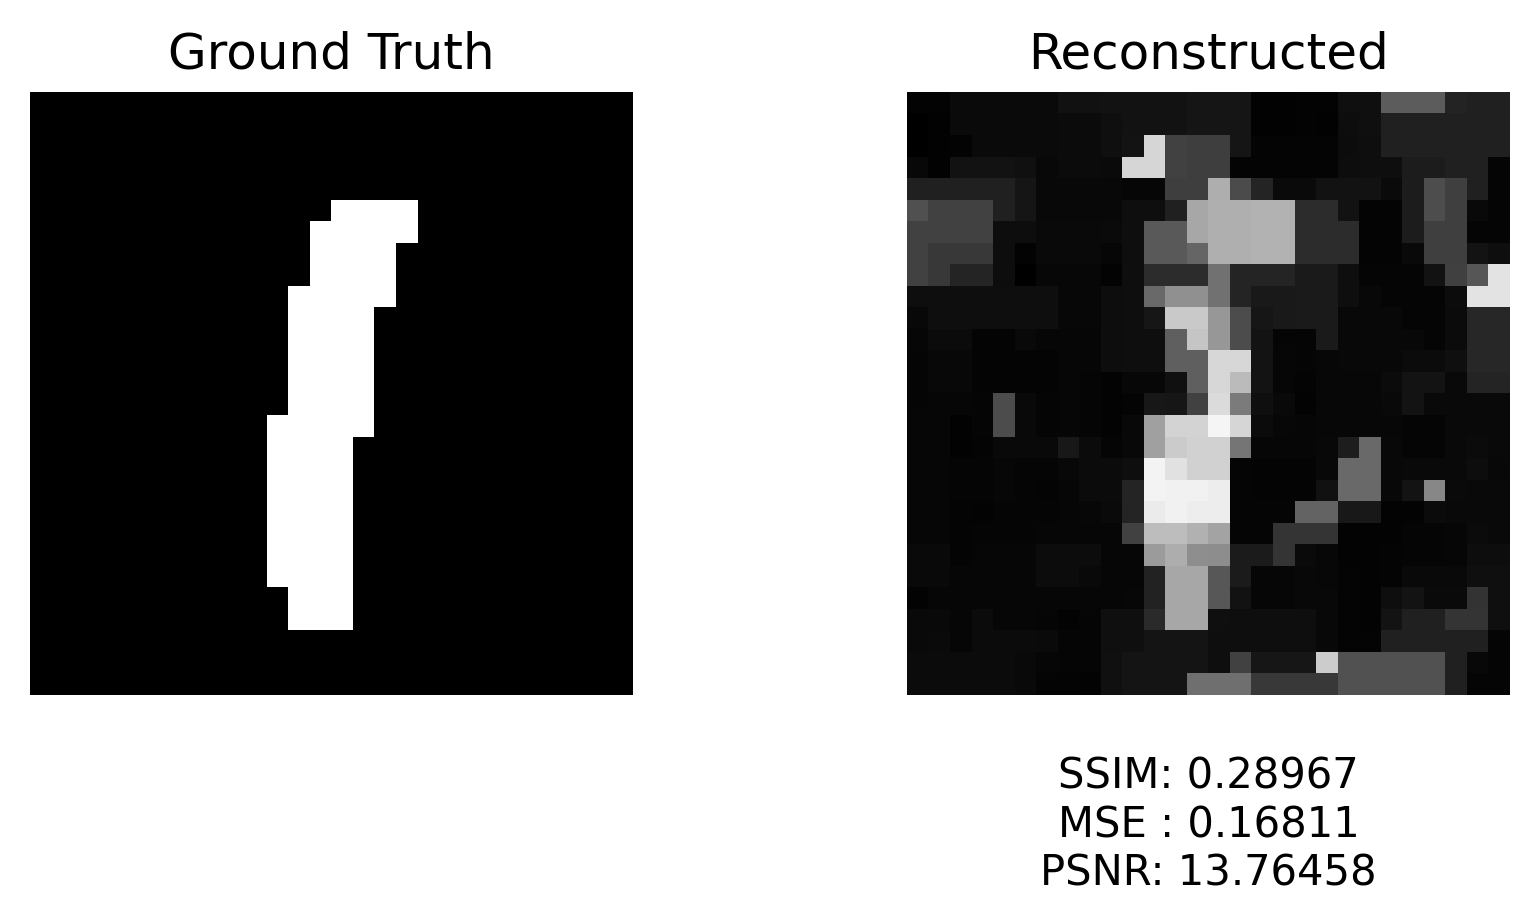 Ground Truth
Reconstructed
SSIM: 0.28967
MSE : 0.16811
PSNR: 13.76458